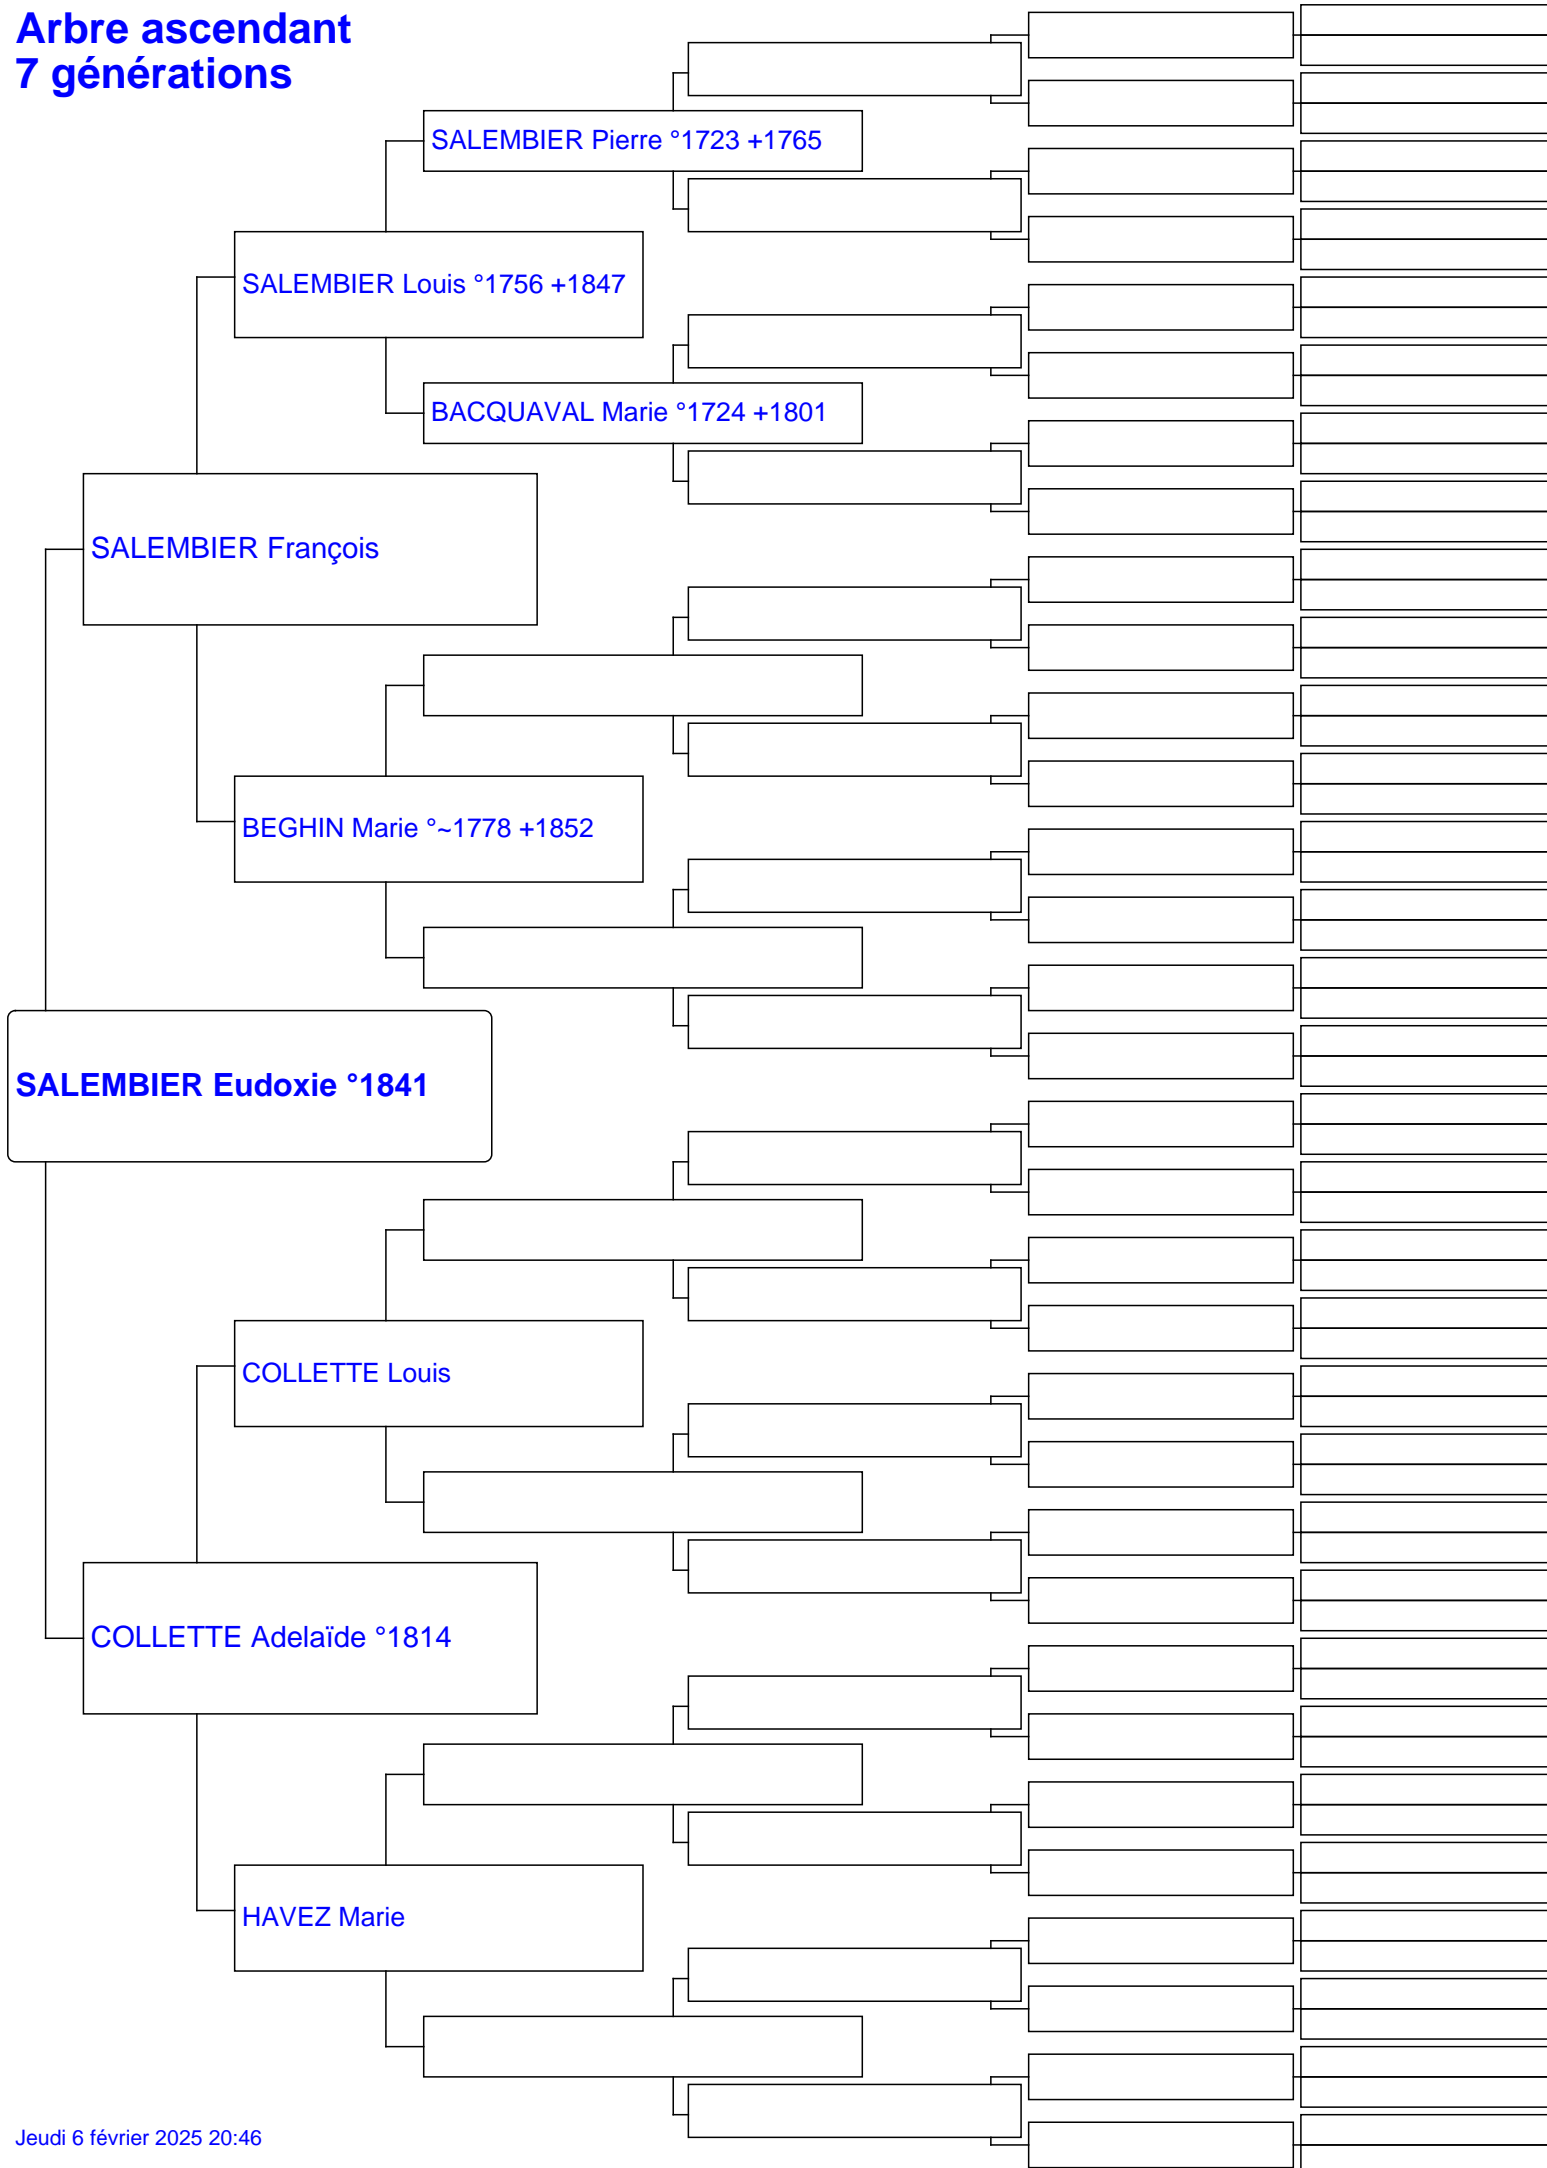 Arbre ascendant
7 générations
SALEMBIER Pierre °1723 +1765
SALEMBIER Louis °1756 +1847
BACQUAVAL Marie °1724 +1801
SALEMBIER François
BEGHIN Marie °~1778 +1852
SALEMBIER Eudoxie °1841
COLLETTE Louis
COLLETTE Adelaïde °1814
HAVEZ Marie
Jeudi 6 février 2025 20:46